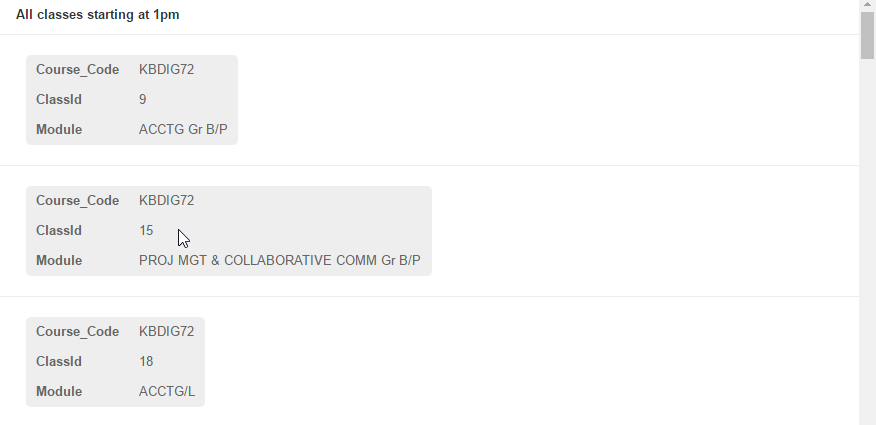 All classes starting at 1pm
Course_Code KBDIG72
ClassId 9
Module ACCTG Gr B/P
Course_Code KBDIG72
ClassId 15
Module PROJ MGT & COLLABORATIVE COMM Gr B/P
Course_Code KBDIG72
ClassId 18
Module ACCTG/L